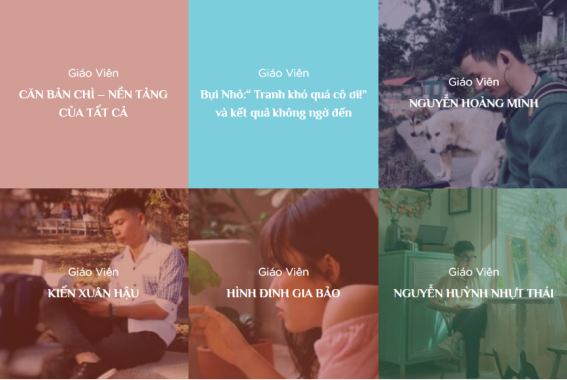 Giáo Viên
CĂN BẢN CHÌ – NỀN TẢNG
CỦA TẤT CẢ
Giáo Viên
Bụi Nhỏ:“ Tranh khó quá cô ơi!”
và kết quả không ngờ đến
Giáo Viên
NGUYỄN HOÀNG MINH
Giáo Viên
KIẾN XUÂN HẬU
Giáo Viên
HÌNH ĐINH GIA BẢO
Giáo Viên
NGUYỄN HUỲNH NHỰT THÁI